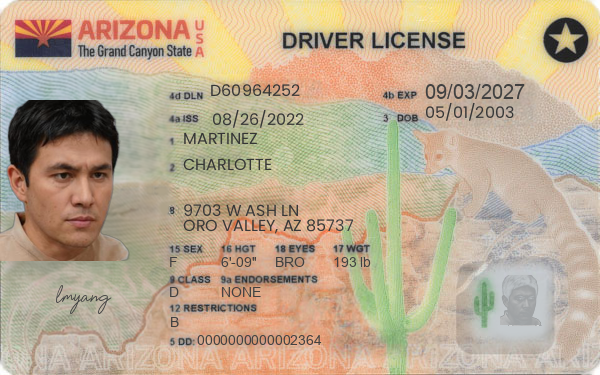 ARIZONA USA
The Grand Canyon State
DRIVER LICENSE
4d DLN D60964252
4b EXP 09/03/2027
4a ISS 08/26/2022
3 DOB 05/01/2003
1 MARTINEZ
2 CHARLOTTE
8 9703 W ASH LN
ORO VALLEY, AZ 85737
15 SEX 16 HGT 18 EYES 17 WGT
F 6'-09" BRO 193 lb
9 CLASS 9a ENDORSEMENTS
D NONE
12 RESTRICTIONS
B
5 DD: 0000000000002364
lmyang
ARIZONA ARIZONA ARIZONA ARIZONA